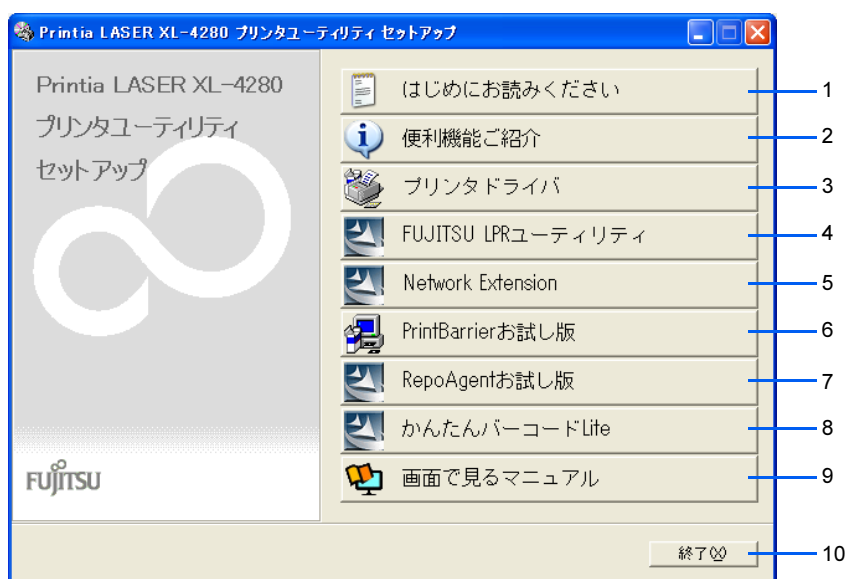 Printia LASER XL-4280 プリンタユーティリティ セットアップ
Printia LASER XL-4280
プリンタユーティリティ
セットアップ
FUJITSU
はじめにお読みください 1
便利機能ご紹介 2
プリンタドライバ 3
FUJITSU LPRユーティリティ 4
Network Extension 5
PrintBarrierお試し版 6
RepoAgentお試し版 7
かんたんバーコードLite 8
画面で見るマニュアル 9
終了(X) 10